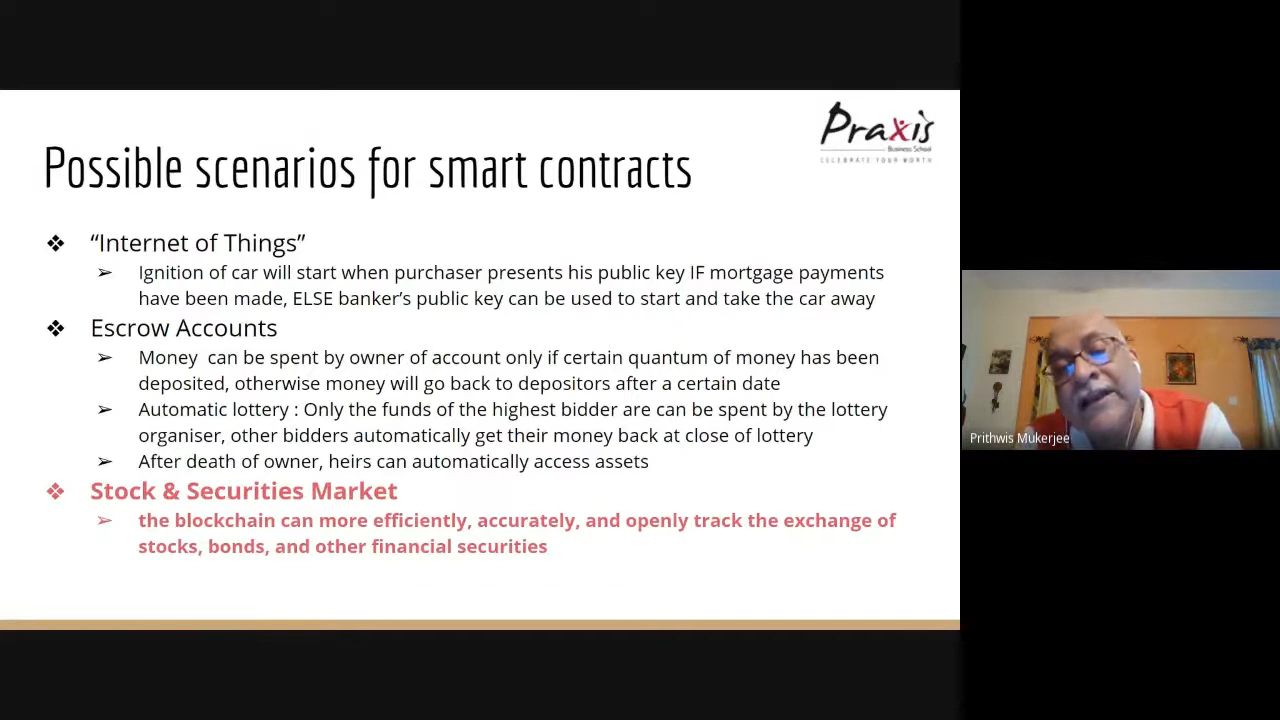 Praxis
Business School
CELEBRATE YOUR WORTH
Possible scenarios for smart contracts
❖ “Internet of Things”
➢ Ignition of car will start when purchaser presents his public key IF mortgage payments
have been made, ELSE banker’s public key can be used to start and take the car away
❖ Escrow Accounts
➢ Money can be spent by owner of account only if certain quantum of money has been
deposited, otherwise money will go back to depositors after a certain date
➢ Automatic lottery : Only the funds of the highest bidder are can be spent by the lottery
organiser, other bidders automatically get their money back at close of lottery
➢ After death of owner, heirs can automatically access assets
❖ Stock & Securities Market
➢ the blockchain can more efficiently, accurately, and openly track the exchange of
stocks, bonds, and other financial securities
Prithwis Mukerjee